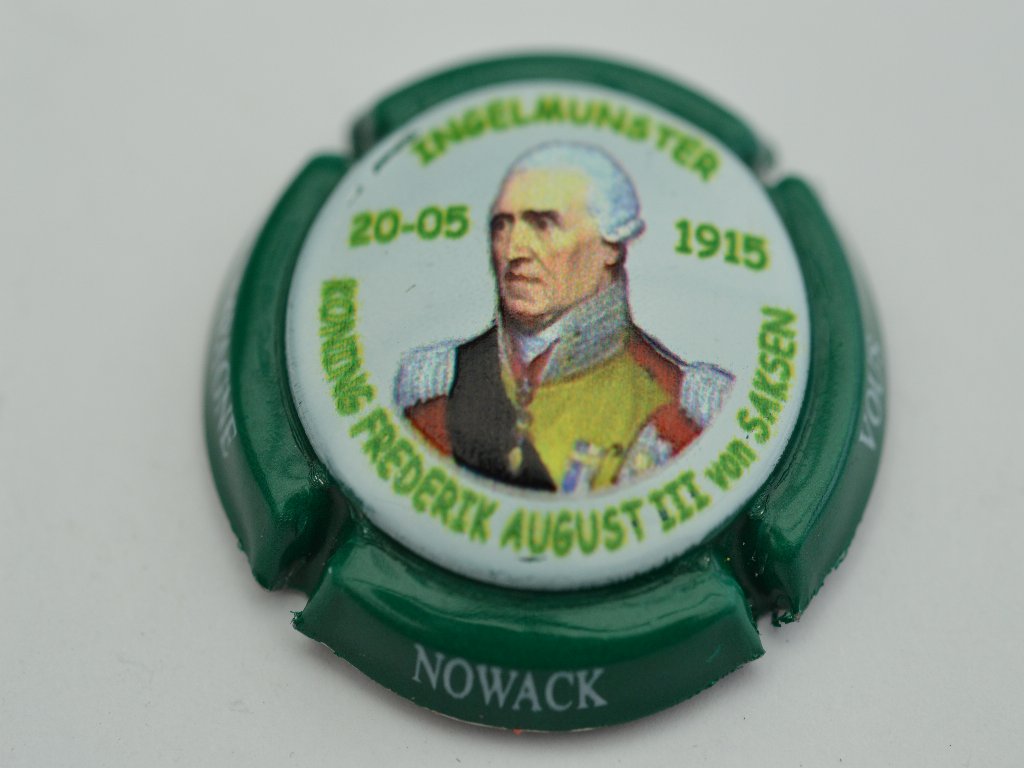 INGELMUNSTER
20-05 1915
KONING FREDERIK AUGUST III von SAKSEN
NOWACK